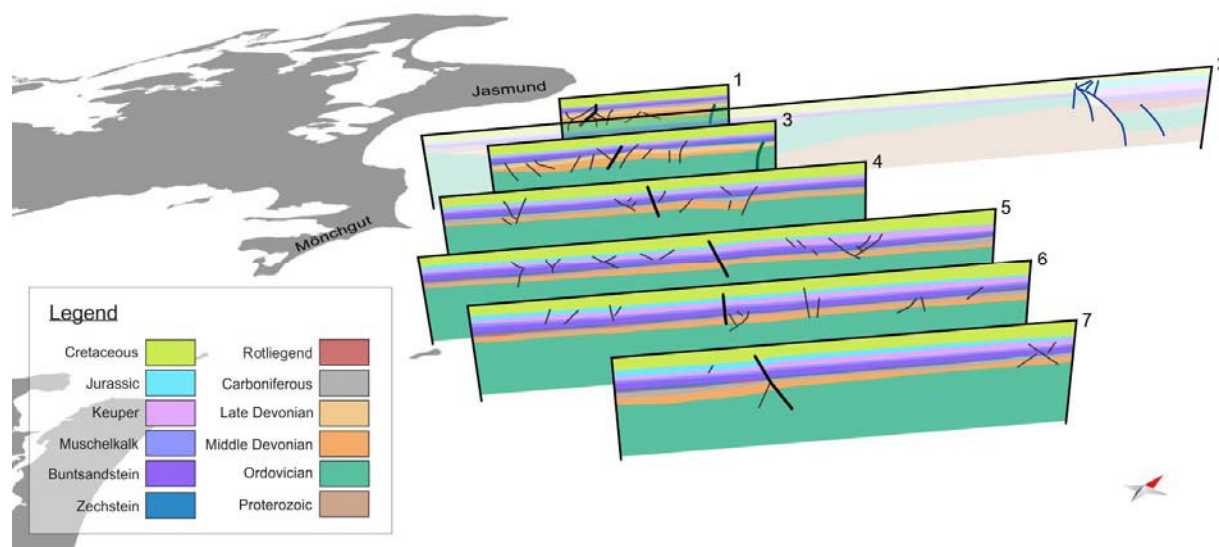 Jasmund
Mönchgut
1
2
3
4
5
6
7
Legend
Cretaceous
Rotliegend
Jurassic
Carboniferous
Keuper
Late Devonian
Muschelkalk
Middle Devonian
Buntsandstein
Ordovician
Zechstein
Proterozoic